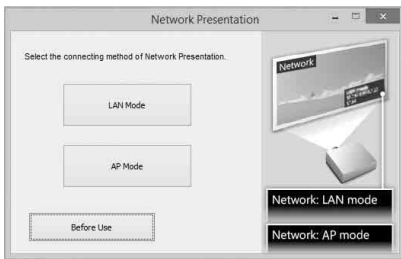 Network Presentation
Select the connecting method of Network Presentation.
LAN Mode
AP Mode
Before Use
Network
Network: LAN mode
Network: AP mode